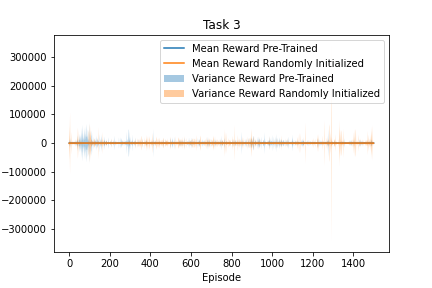 Task 3
Mean Reward Pre-Trained
Mean Reward Randomly Initialized
Variance Reward Pre-Trained
Variance Reward Randomly Initialized
300000
200000
100000
0
−100000
−200000
−300000
0 200 400 600 800 1000 1200 1400
Episode